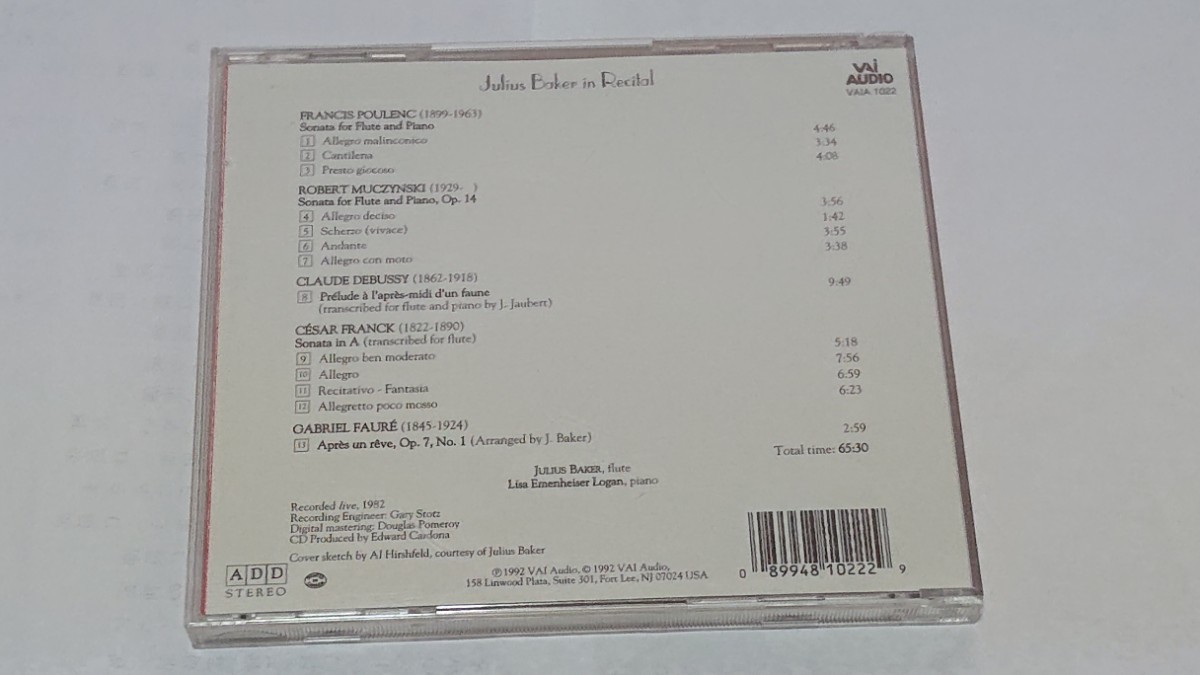 Julius Baker in Recital
VAI AUDIO
VAIA 1022
FRANCIS POULENC (1899-1963)
Sonata for Flute and Piano
1 Allegro malinconico 4:46
2 Cantilena 3:34
3 Presto giocoso 4:08
ROBERT MUCZYNSKI (1929- )
Sonata for Flute and Piano, Op. 14
4 Allegro deciso 3:56
5 Scherzo (vivace) 1:42
6 Andante 3:55
7 Allegro con moto 3:38
CLAUDE DEBUSSY (1862-1918)
8 Prélude à l'après-midi d'un faune 9:49
(transcribed for flute and piano by J. Jaubert)
CÉSAR FRANCK (1822-1890)
Sonata in A (transcribed for flute)
9 Allegro ben moderato 5:18
10 Allegro 7:56
11 Recitativo - Fantasia 6:59
12 Allegretto poco mosso 6:23
GABRIEL FAURÉ (1845-1924)
13 Après un rêve, Op. 7, No. 1 (Arranged by J. Baker) 2:59
Total time: 65:30
JULIUS BAKER, flute
Lisa Emenheiser Logan, piano
Recorded live, 1982
Recording Engineer: Gary Stotz
Digital mastering: Douglas Pomeroy
CD Produced by Edward Cardona
Cover sketch by Al Hirshfeld, courtesy of Julius Baker
ADD
STEREO
℗ 1992 VAI Audio, © 1992 VAI Audio,
158 Linwood Plaza, Suite 301, Fort Lee, NJ 07024 USA
0 89948 10222 9